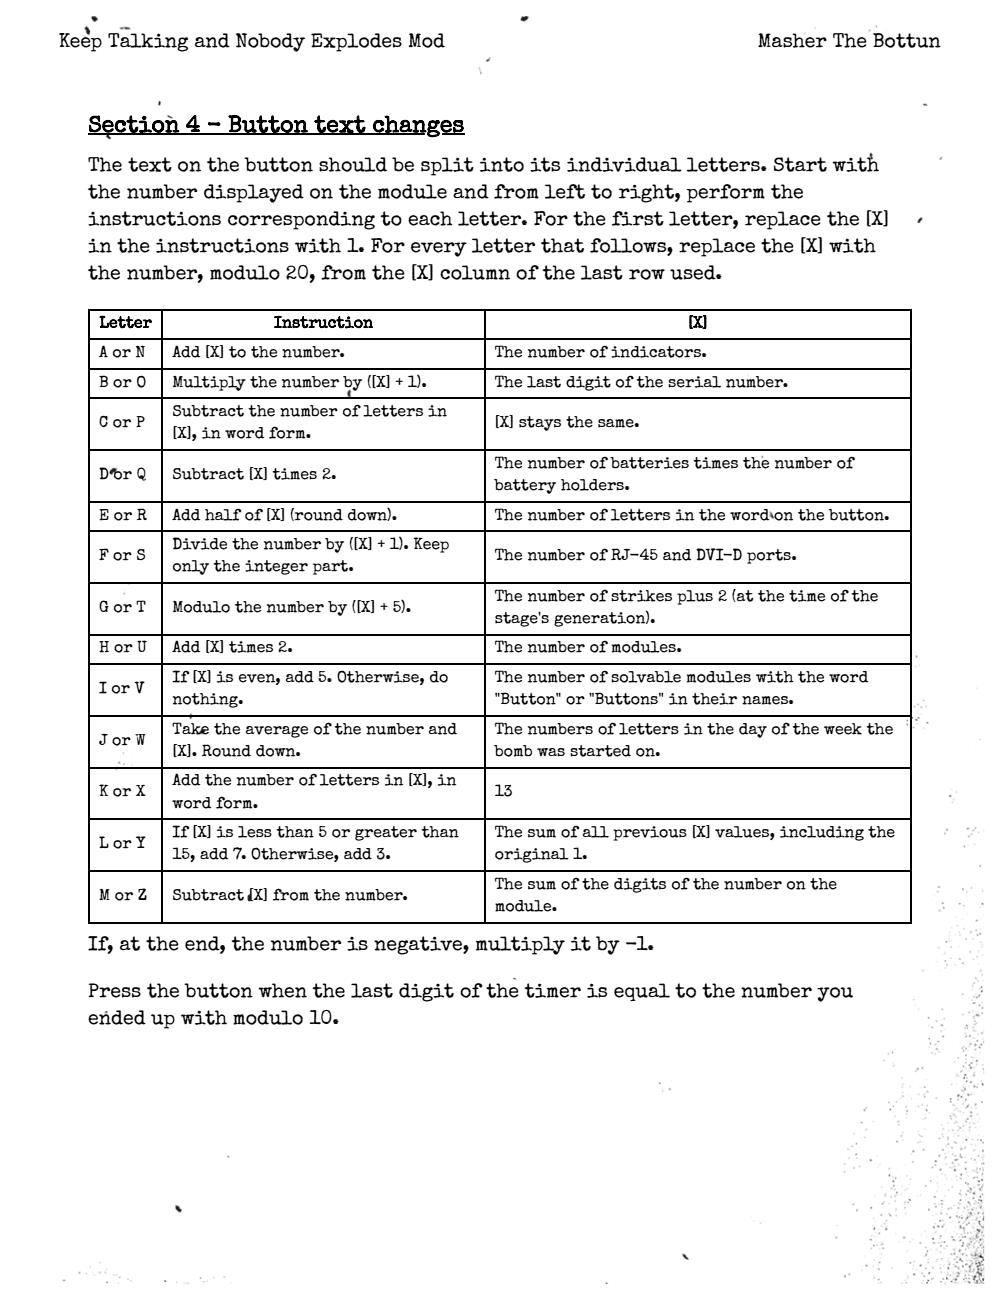 Keep Talking and Nobody Explodes Mod
Masher The Bottun
Section 4 – Button text changes
The text on the button should be split into its individual letters. Start with
the number displayed on the module and from left to right, perform the
instructions corresponding to each letter. For the first letter, replace the [X]
in the instructions with 1. For every letter that follows, replace the [X] with
the number, modulo 20, from the [X] column of the last row used.
Letter Instruction [X]
A or N Add [X] to the number. The number of indicators.
B or O Multiply the number by ([X] + 1). The last digit of the serial number.
C or P Subtract the number of letters in
[X], in word form. [X] stays the same.
D or Q Subtract [X] times 2. The number of batteries times the number of
battery holders.
E or R Add half of [X] (round down). The number of letters in the word on the button.
F or S Divide the number by ([X] + 1). Keep
only the integer part. The number of RJ-45 and DVI-D ports.
G or T Modulo the number by ([X] + 5). The number of strikes plus 2 (at the time of the
stage's generation).
H or U Add [X] times 2. The number of modules.
I or V If [X] is even, add 5. Otherwise, do
nothing. The number of solvable modules with the word
"Button" or "Buttons" in their names.
J or W Take the average of the number and
[X]. Round down. The numbers of letters in the day of the week the
bomb was started on.
K or X Add the number of letters in [X], in
word form. 13
L or Y If [X] is less than 5 or greater than
15, add 7. Otherwise, add 3. The sum of all previous [X] values, including the
original 1.
M or Z Subtract [X] from the number. The sum of the digits of the number on the
module.
If, at the end, the number is negative, multiply it by -1.
Press the button when the last digit of the timer is equal to the number you
ended up with modulo 10.